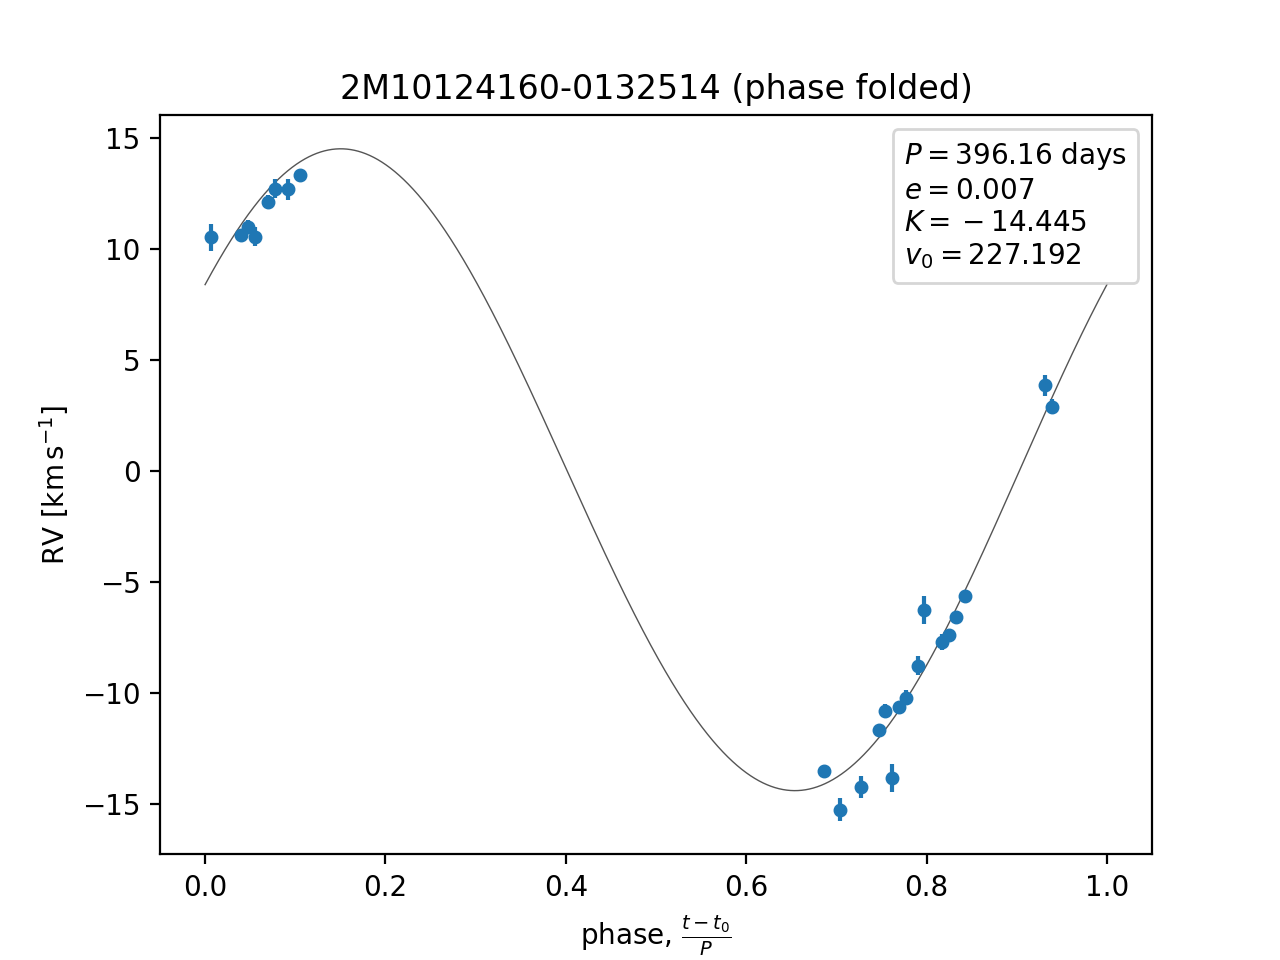 2M10124160-0132514 (phase folded)
P = 396.16 days
e = 0.007
K = −14.445
v₀ = 227.192
15
10
5
0
−5
−10
−15
RV [km s⁻¹]
0.0 0.2 0.4 0.6 0.8 1.0
phase, (t − t₀)/P